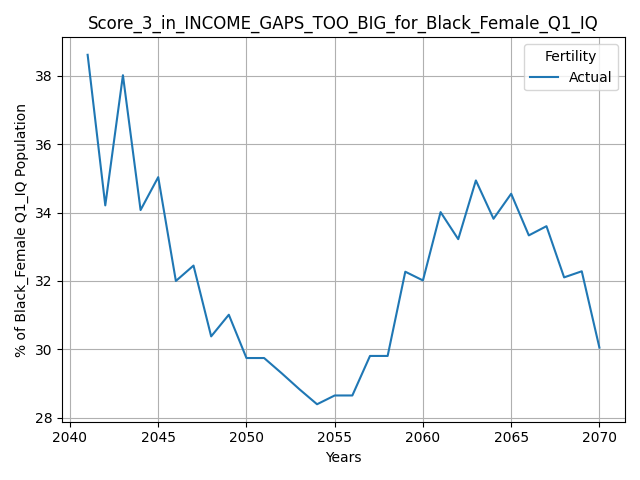 Score_3_in_INCOME_GAPS_TOO_BIG_for_Black_Female_Q1_IQ
Fertility
Actual
% of Black_Female Q1_IQ Population
38
36
34
32
30
28
2040
2045
2050
2055
2060
2065
2070
Years